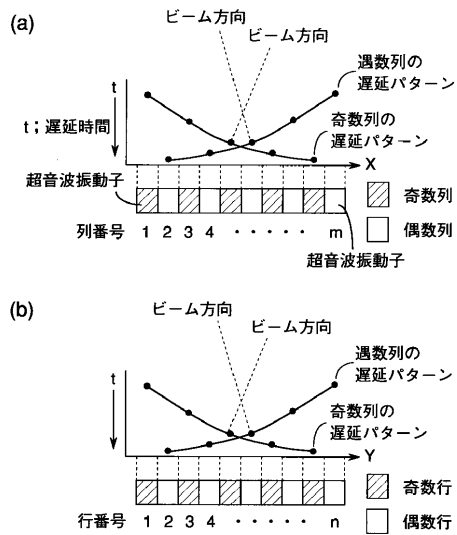 (a)
ビーム方向
ビーム方向
遇数列の
遅延パターン
t
t；遅延時間
奇数列の
遅延パターン
X
超音波振動子
奇数列
偶数列
列番号 1 2 3 4 ・・・・・ m
超音波振動子
(b)
ビーム方向
ビーム方向
遇数列の
遅延パターン
t
奇数列の
遅延パターン
Y
奇数行
偶数行
行番号 1 2 3 4 ・・・・・ n